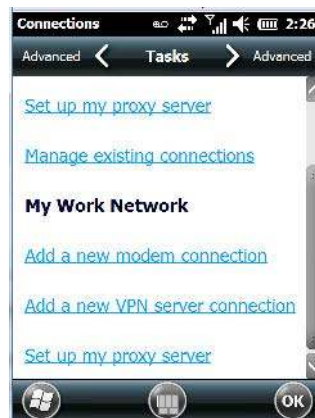 Connections 2:26
Advanced Tasks Advanced
Set up my proxy server
Manage existing connections
My Work Network
Add a new modem connection
Add a new VPN server connection
Set up my proxy server
OK